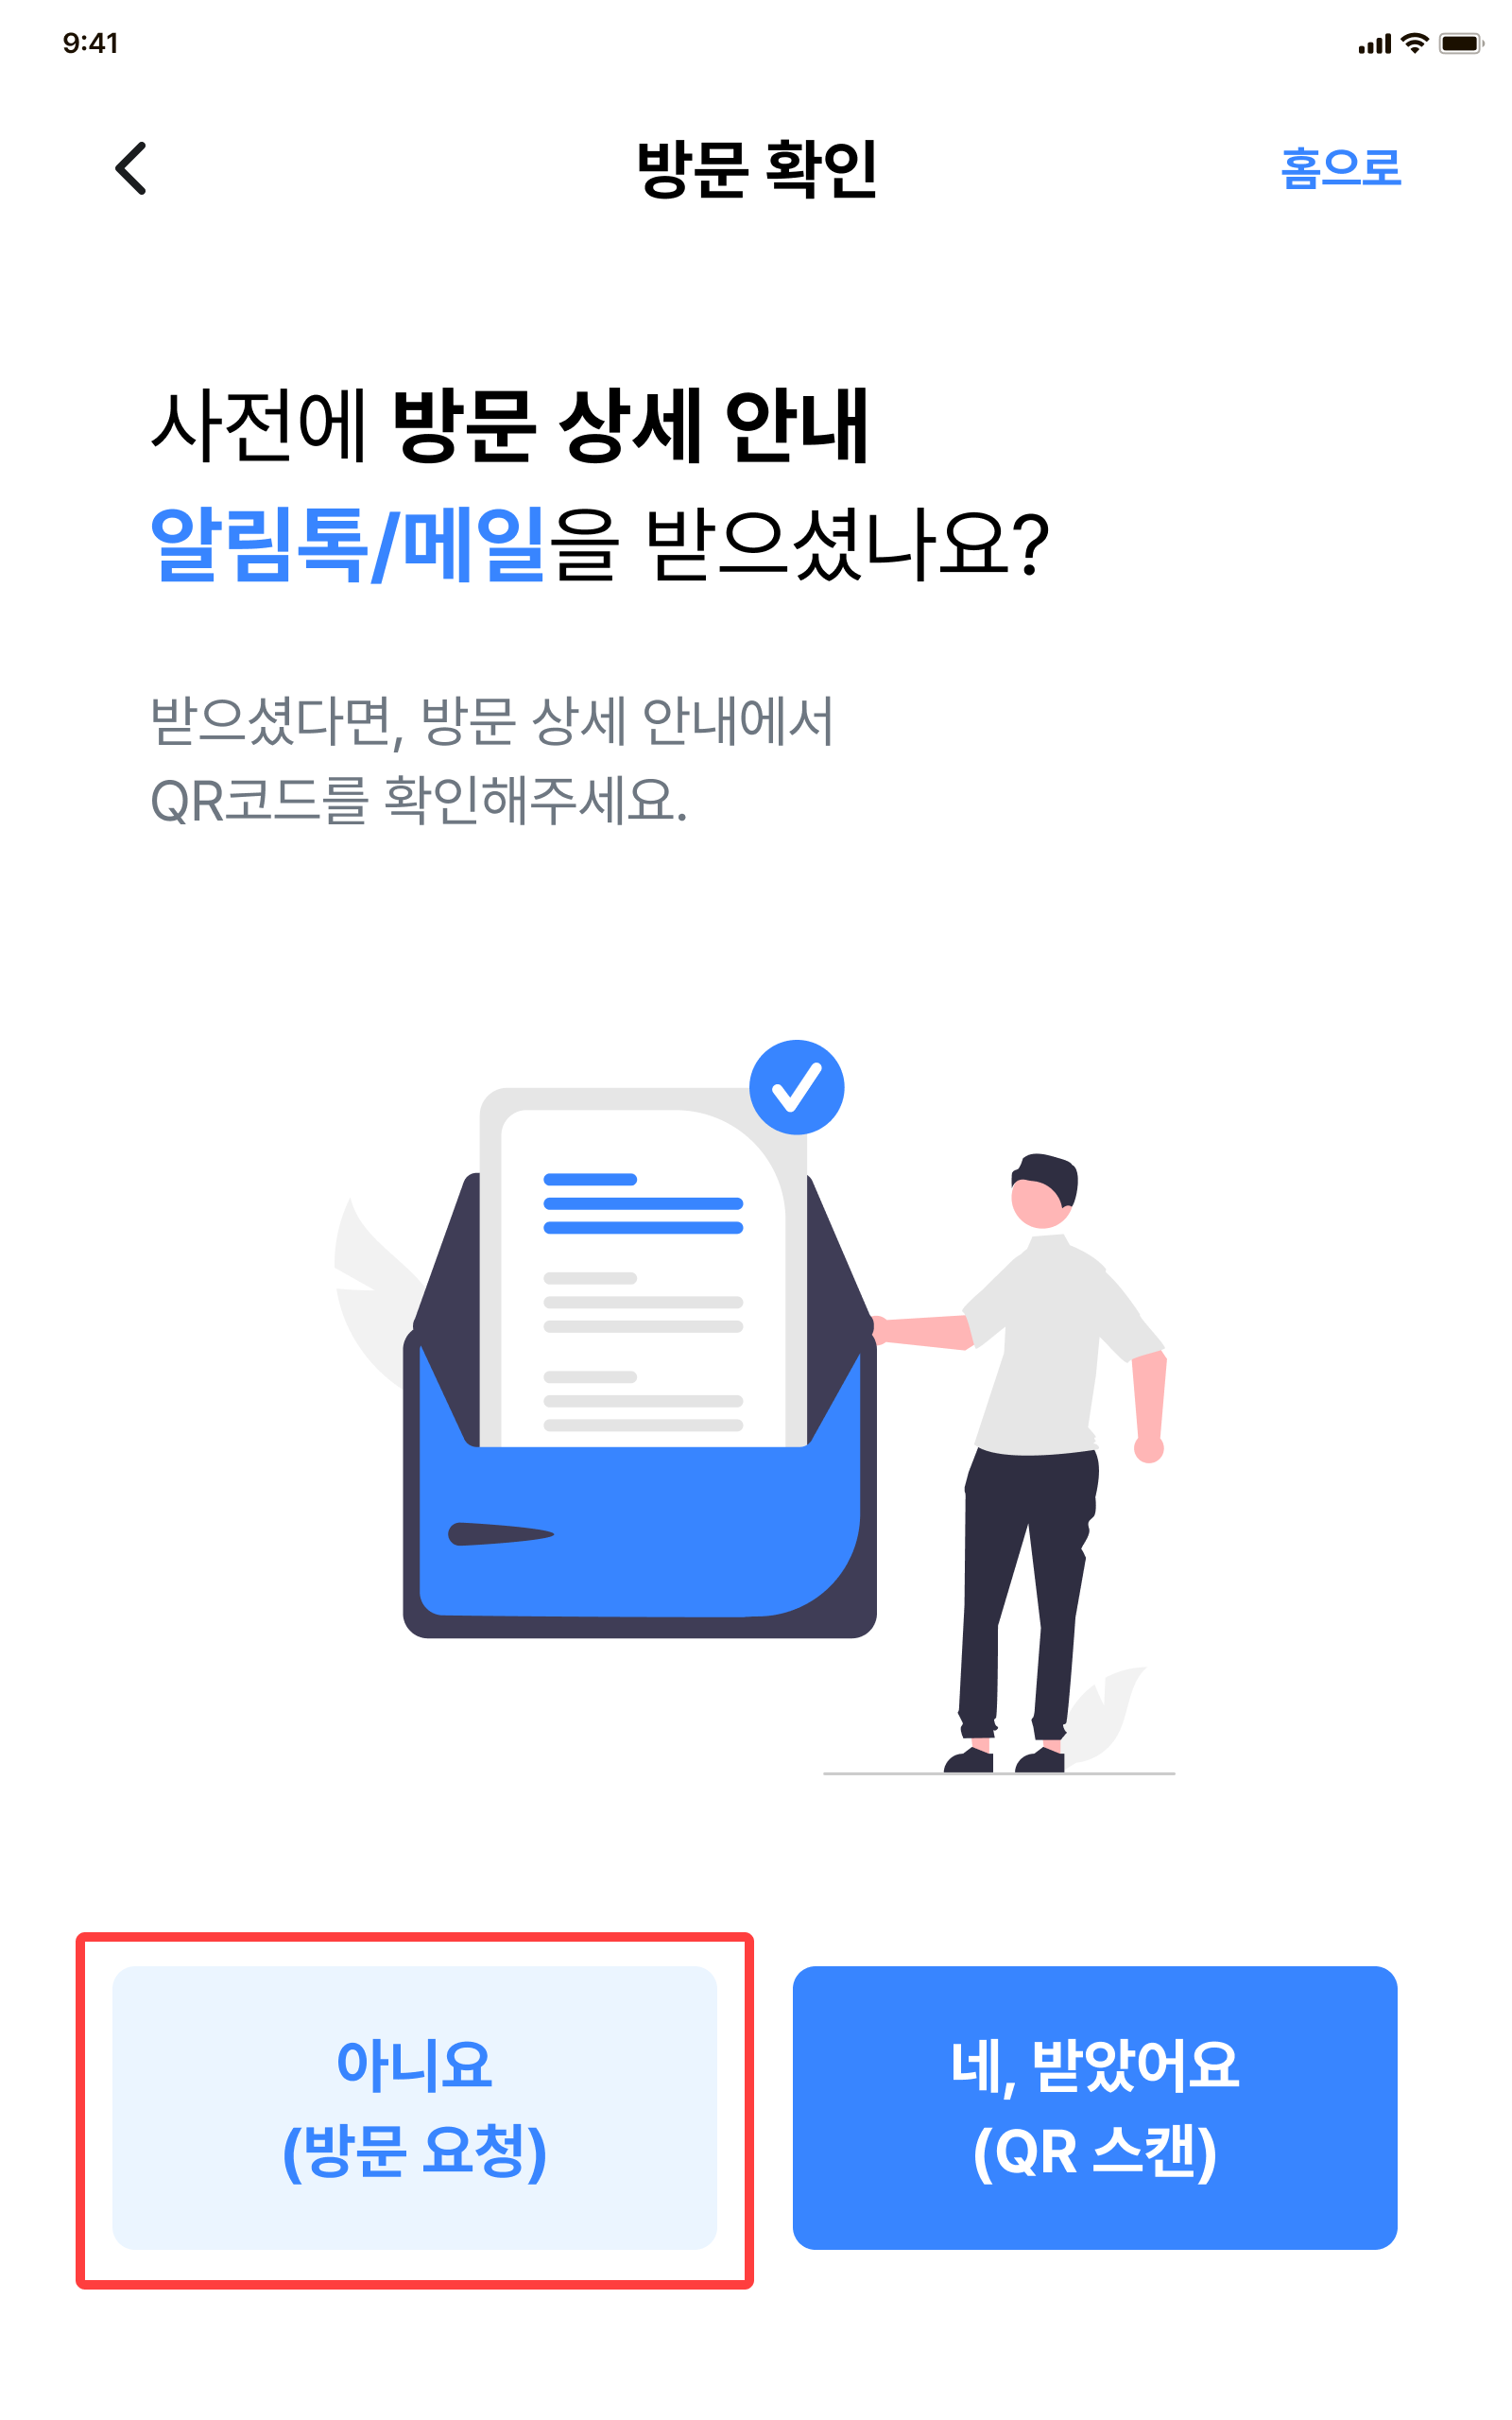 9:41
방문 확인
홈으로
사전에 방문 상세 안내
알림톡/메일을 받으셨나요?
받으셨다면, 방문 상세 안내에서
QR코드를 확인해주세요.
아니요
(방문 요청)
네, 받았어요
(QR 스캔)